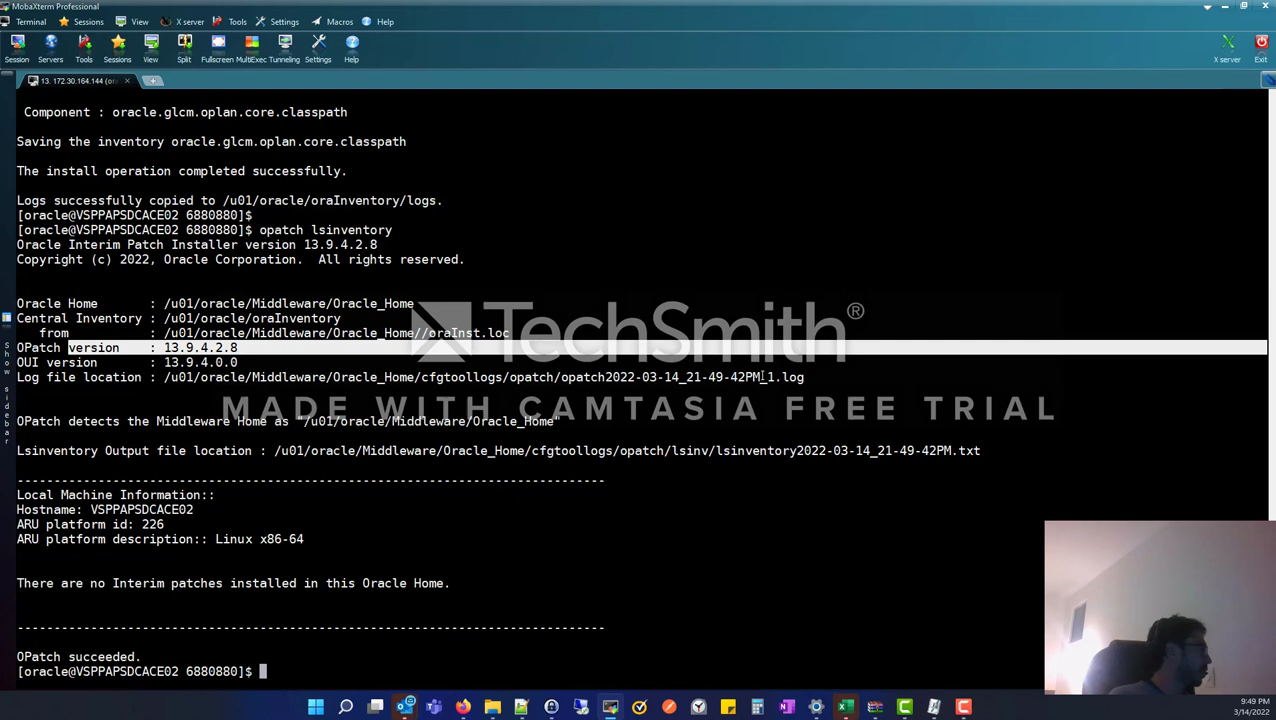 MobaXterm
Terminal Sessions View X server Tools Settings Macros Help
Session Servers Tools Sessions View Split Fullscreen MultiExec Tunneling Settings Help X server Exit
13. 172.30.164.144 (or
Component : oracle.glcm.oplan.core.classpath
Saving the inventory oracle.glcm.oplan.core.classpath
The install operation completed successfully.
Logs successfully copied to /u01/oracle/oraInventory/logs.
[oracle@VSPPAPSDCACE02 6880880]$
[oracle@VSPPAPSDCACE02 6880880]$ opatch lsinventory
Oracle Interim Patch Installer version 13.9.4.2.8
Copyright (c) 2022, Oracle Corporation.  All rights reserved.
Oracle Home : /u01/oracle/Middleware/Oracle_Home
Central Inventory : /u01/oracle/oraInventory
from : /u01/oracle/Middleware/Oracle_Home//oraInst.loc
OPatch version : 13.9.4.2.8
OUI version : 13.9.4.0.0
Log file location : /u01/oracle/Middleware/Oracle_Home/cfgtoollogs/opatch/opatch2022-03-14_21-49-42PM_1.log
TechSmith®
MADE WITH CAMTASIA FREE TRIAL
OPatch detects the Middleware Home as "/u01/oracle/Middleware/Oracle_Home"
Lsinventory Output file location : /u01/oracle/Middleware/Oracle_Home/cfgtoollogs/opatch/lsinv/lsinventory2022-03-14_21-49-42PM.txt
--------------------------------------------------------------------------------
Local Machine Information::
Hostname: VSPPAPSDCACE02
ARU platform id: 226
ARU platform description:: Linux x86-64
There are no Interim patches installed in this Oracle Home.
--------------------------------------------------------------------------------
OPatch succeeded.
[oracle@VSPPAPSDCACE02 6880880]$
Show sidebar
9:49 PM
3/14/2022